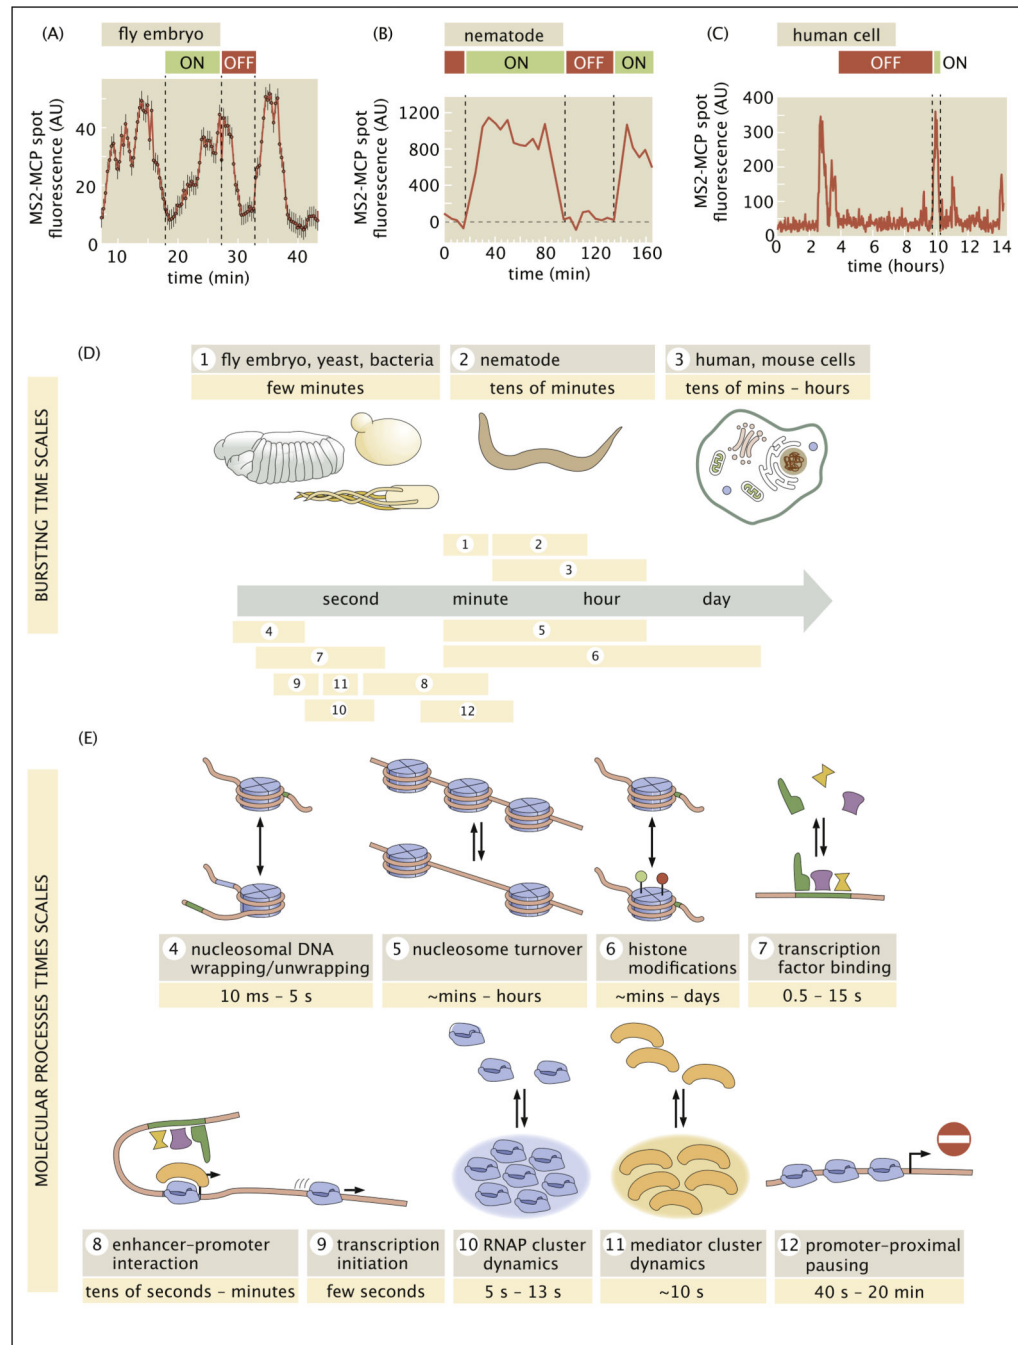 (A)
fly embryo
ON
OFF
MS2-MCP spot
fluorescence (AU)
40
20
0
10
20
30
40
time (min)
(B)
nematode
ON
OFF
ON
MS2-MCP spot
fluorescence (AU)
1200
800
400
0
0
40
80
120
160
time (min)
(C)
human cell
OFF
ON
MS2-MCP spot
fluorescence (AU)
400
300
200
100
0
0
2
4
6
8
10
12
14
time (hours)
(D)
BURSTING TIME SCALES
1 fly embryo, yeast, bacteria
few minutes
2 nematode
tens of minutes
3 human, mouse cells
tens of mins – hours
1
2
3
second
minute
hour
day
4
5
7
6
9
11
8
10
12
(E)
MOLECULAR PROCESSES TIMES SCALES
4 nucleosomal DNA
wrapping/unwrapping
10 ms – 5 s
5 nucleosome turnover
~mins – hours
6 histone
modifications
~mins – days
7 transcription
factor binding
0.5 – 15 s
8 enhancer–promoter
interaction
tens of seconds – minutes
9 transcription
initiation
few seconds
10 RNAP cluster
dynamics
5 s – 13 s
11 mediator cluster
dynamics
~10 s
12 promoter–proximal
pausing
40 s – 20 min